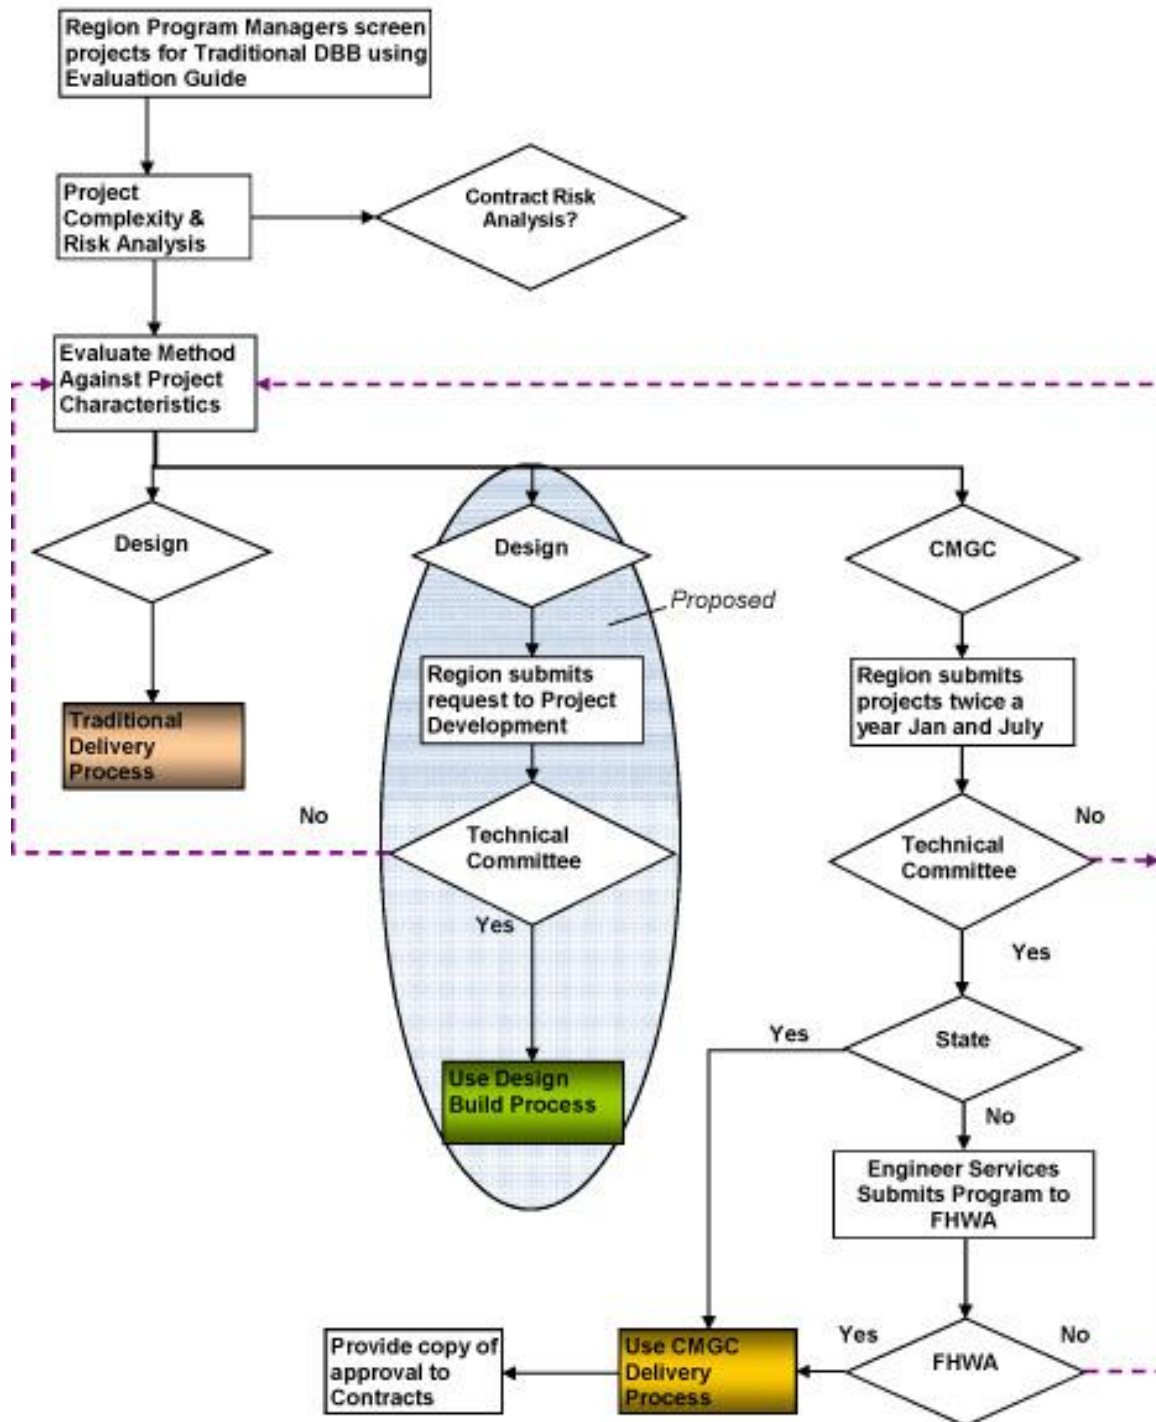 Region Program Managers screen
projects for Traditional DBB using
Evaluation Guide
Project
Complexity &
Risk Analysis
Contract Risk
Analysis?
Evaluate Method
Against Project
Characteristics
Design
Design
CMGC
Proposed
Region submits
request to Project
Development
Region submits
projects twice a
year Jan and July
Traditional
Delivery
Process
No
Technical
Committee
No
Technical
Committee
Yes
Yes
Yes
State
Use Design
Build Process
No
Engineer Services
Submits Program to
FHWA
Provide copy of
approval to
Contracts
Use CMGC
Delivery
Process
Yes
FHWA
No